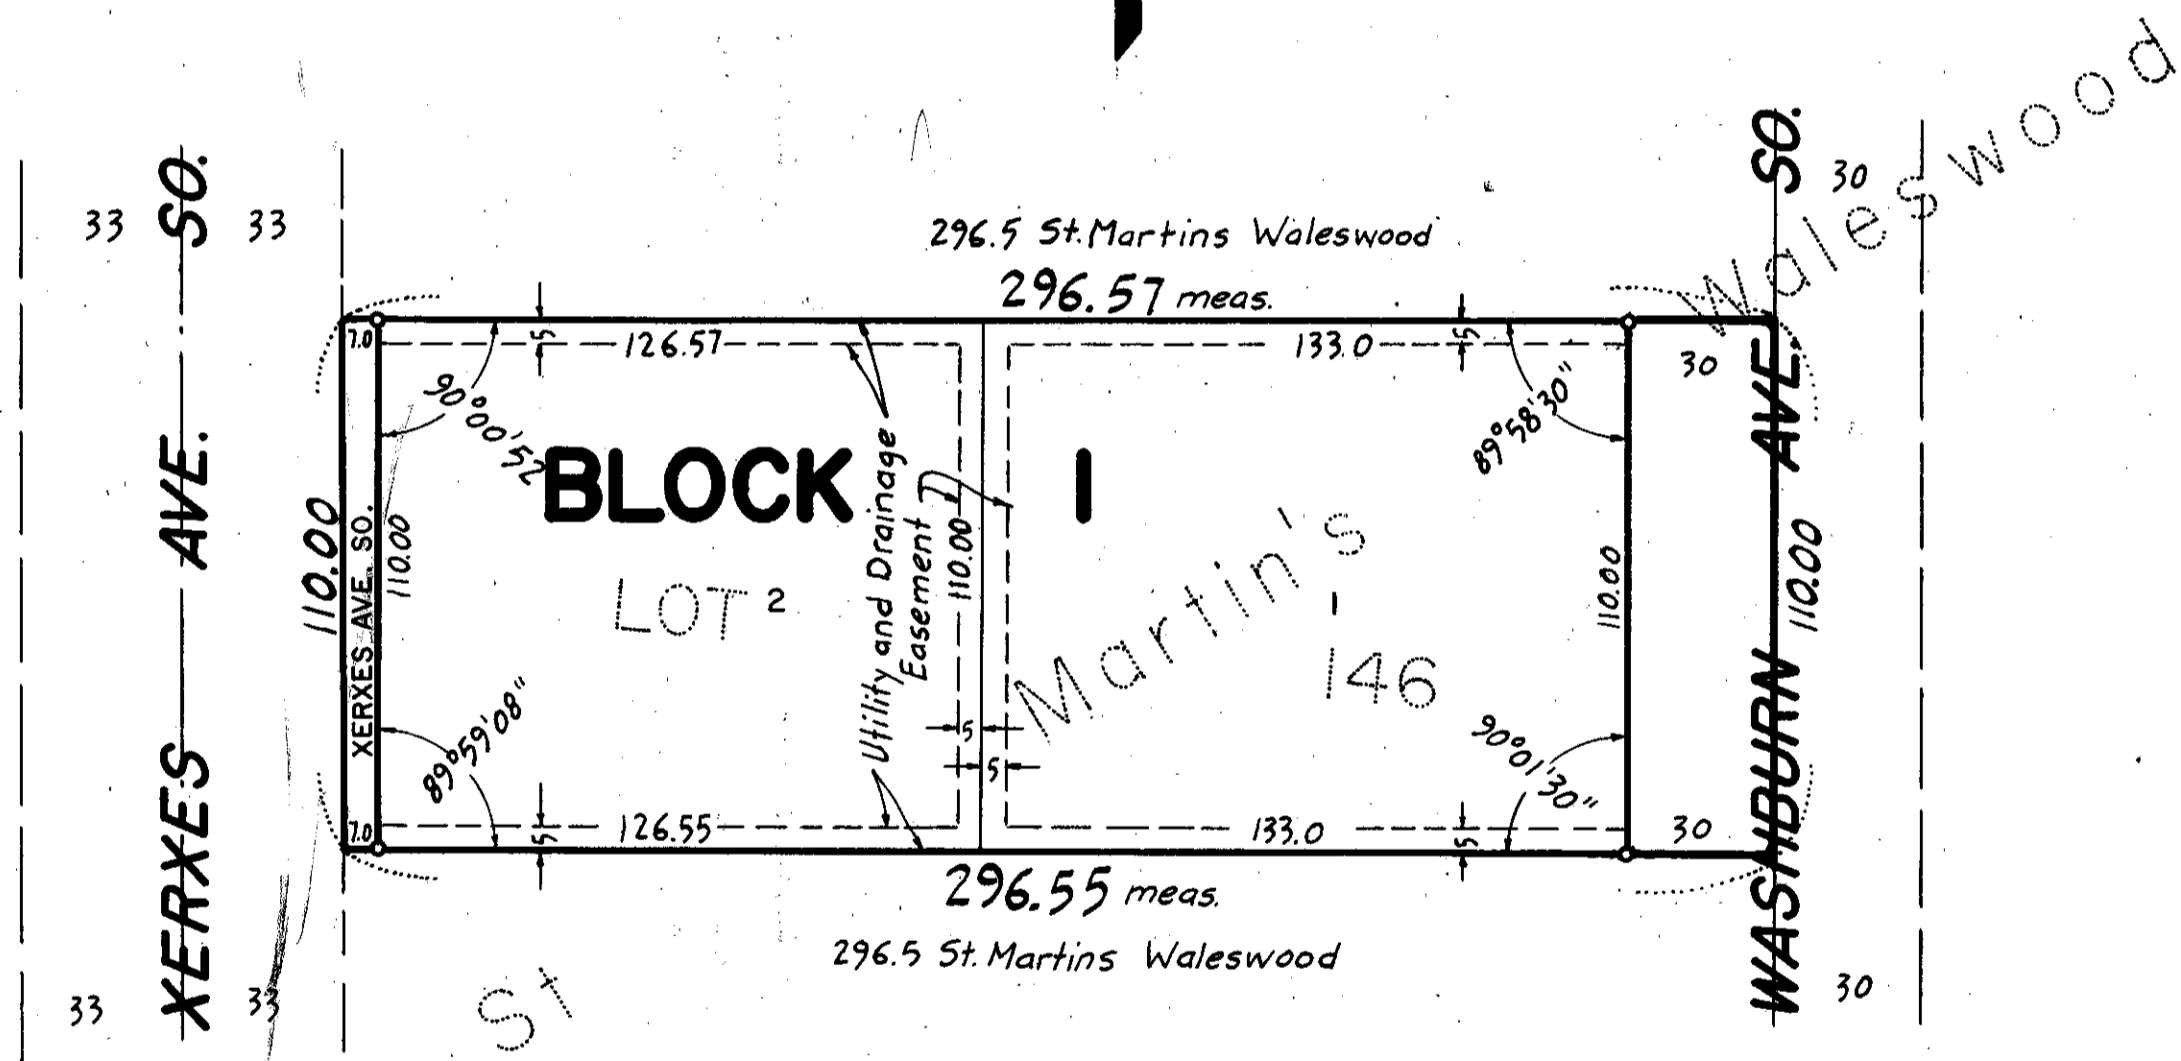 XERXES AVE. SO.
33
33
33
33
296.5 St. Martins Waleswood
296.57 meas.
7.0
5
126.57
133.0
5
30
30
90°00'52
89°58'30"
BLOCK 1
110.00
XERXES AVE. SO.
110.00
LOT 2
Utility and Drainage
Easement
110.00
1
146
110.00
110.00
WASHBURN AVE. SO.
St Martin's Waleswood
89°59'08"
90°01'30"
5
5
7.0
5
126.55
133.0
5
30
30
296.55 meas.
296.5 St. Martins Waleswood